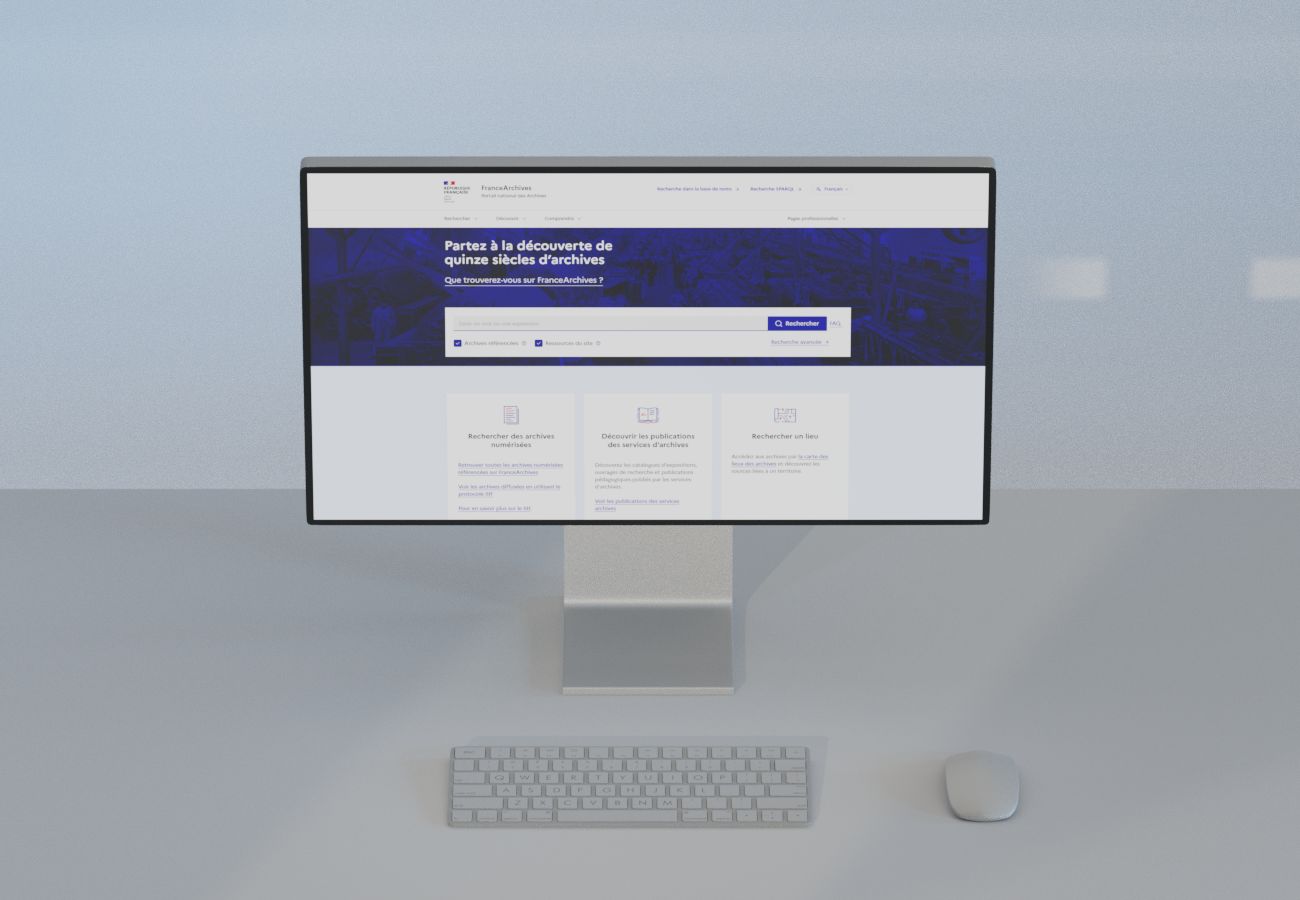 RÉPUBLIQUE
FRANÇAISE
FranceArchives
Portail national des Archives
Recherche dans la base de noms
Recherche SPARQL
Français
Rechercher
Découvrir
Comprendre
Pages professionnelles
Partez à la découverte de
quinze siècles d'archives
Que trouverez-vous sur FranceArchives ?
Saisir un mot ou une expression
Rechercher
FAQ
Archives référencées
Ressources du site
Recherche avancée
Rechercher des archives
numérisées
Retrouver toutes les archives numérisées
référencées sur FranceArchives
Voir les archives diffusées en utilisant le
protocole IIIF
Pour en savoir plus sur le IIIF
Découvrir les publications
des services d'archives
Découvrez les catalogues d'expositions,
ouvrages de recherche et publications
pédagogiques publiés par les services
d'archives.
Voir les publications des services
archives
Rechercher un lieu
Accédez aux archives par la carte des
lieux des archives et découvrez les
sources liées à un territoire.
Q W E R T Y U I O P
A S D F G H J K L
Z X C V B N M